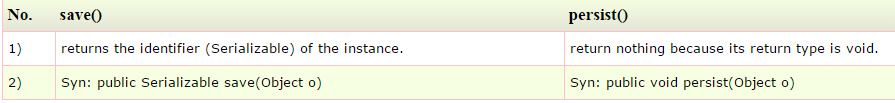 No. save() persist()
1) returns the identifier (Serializable) of the instance. return nothing because its return type is void.
2) Syn: public Serializable save(Object o) Syn: public void persist(Object o)